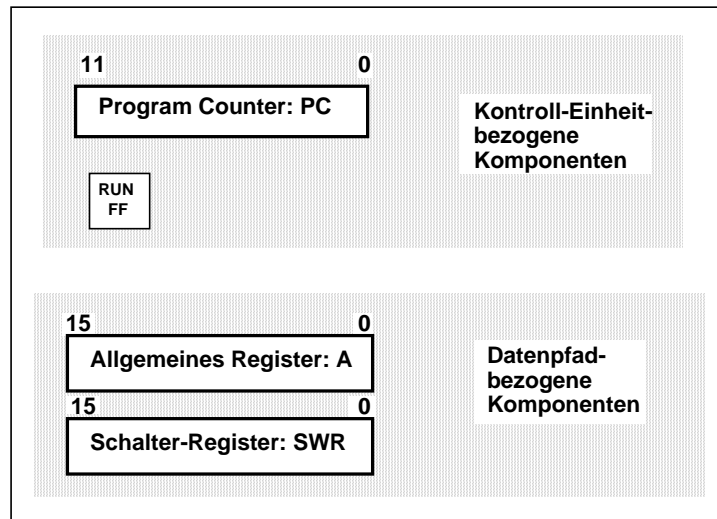 11 0
Program Counter: PC
Kontroll-Einheit-
bezogene
Komponenten
RUN
FF
15 0
Allgemeines Register: A
15 0
Schalter-Register: SWR
Datenpfad-
bezogene
Komponenten